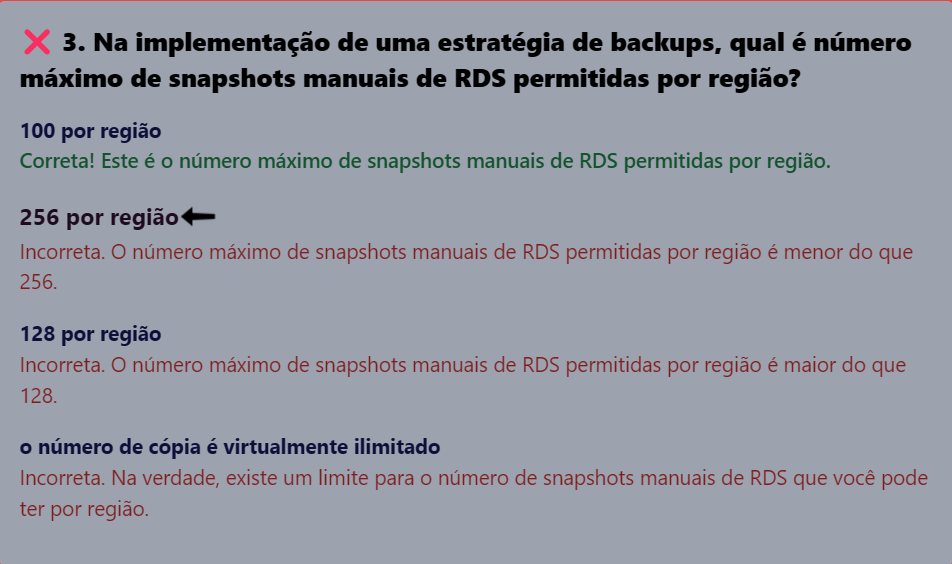 ❌ 3. Na implementação de uma estratégia de backups, qual é número
máximo de snapshots manuais de RDS permitidas por região?
100 por região
Correta! Este é o número máximo de snapshots manuais de RDS permitidas por região.
256 por região
Incorreta. O número máximo de snapshots manuais de RDS permitidas por região é menor do que
256.
128 por região
Incorreta. O número máximo de snapshots manuais de RDS permitidas por região é maior do que
128.
o número de cópia é virtualmente ilimitado
Incorreta. Na verdade, existe um limite para o número de snapshots manuais de RDS que você pode
ter por região.